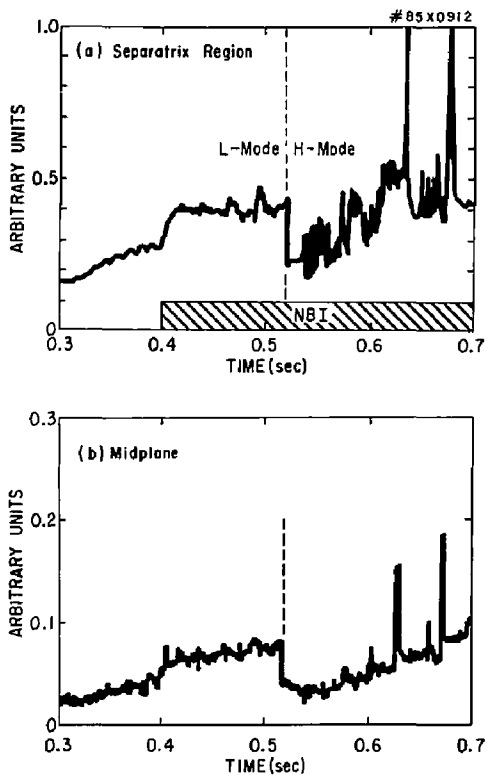 #85X0912
(a) Separatrix Region
L-Mode H-Mode
NBI
ARBITRARY UNITS
1.0
0.5
0
0.3 0.4 0.5 0.6 0.7
TIME (sec)
(b) Midplane
ARBITRARY UNITS
0.3
0.2
0.1
0
0.3 0.4 0.5 0.6 0.7
TIME (sec)